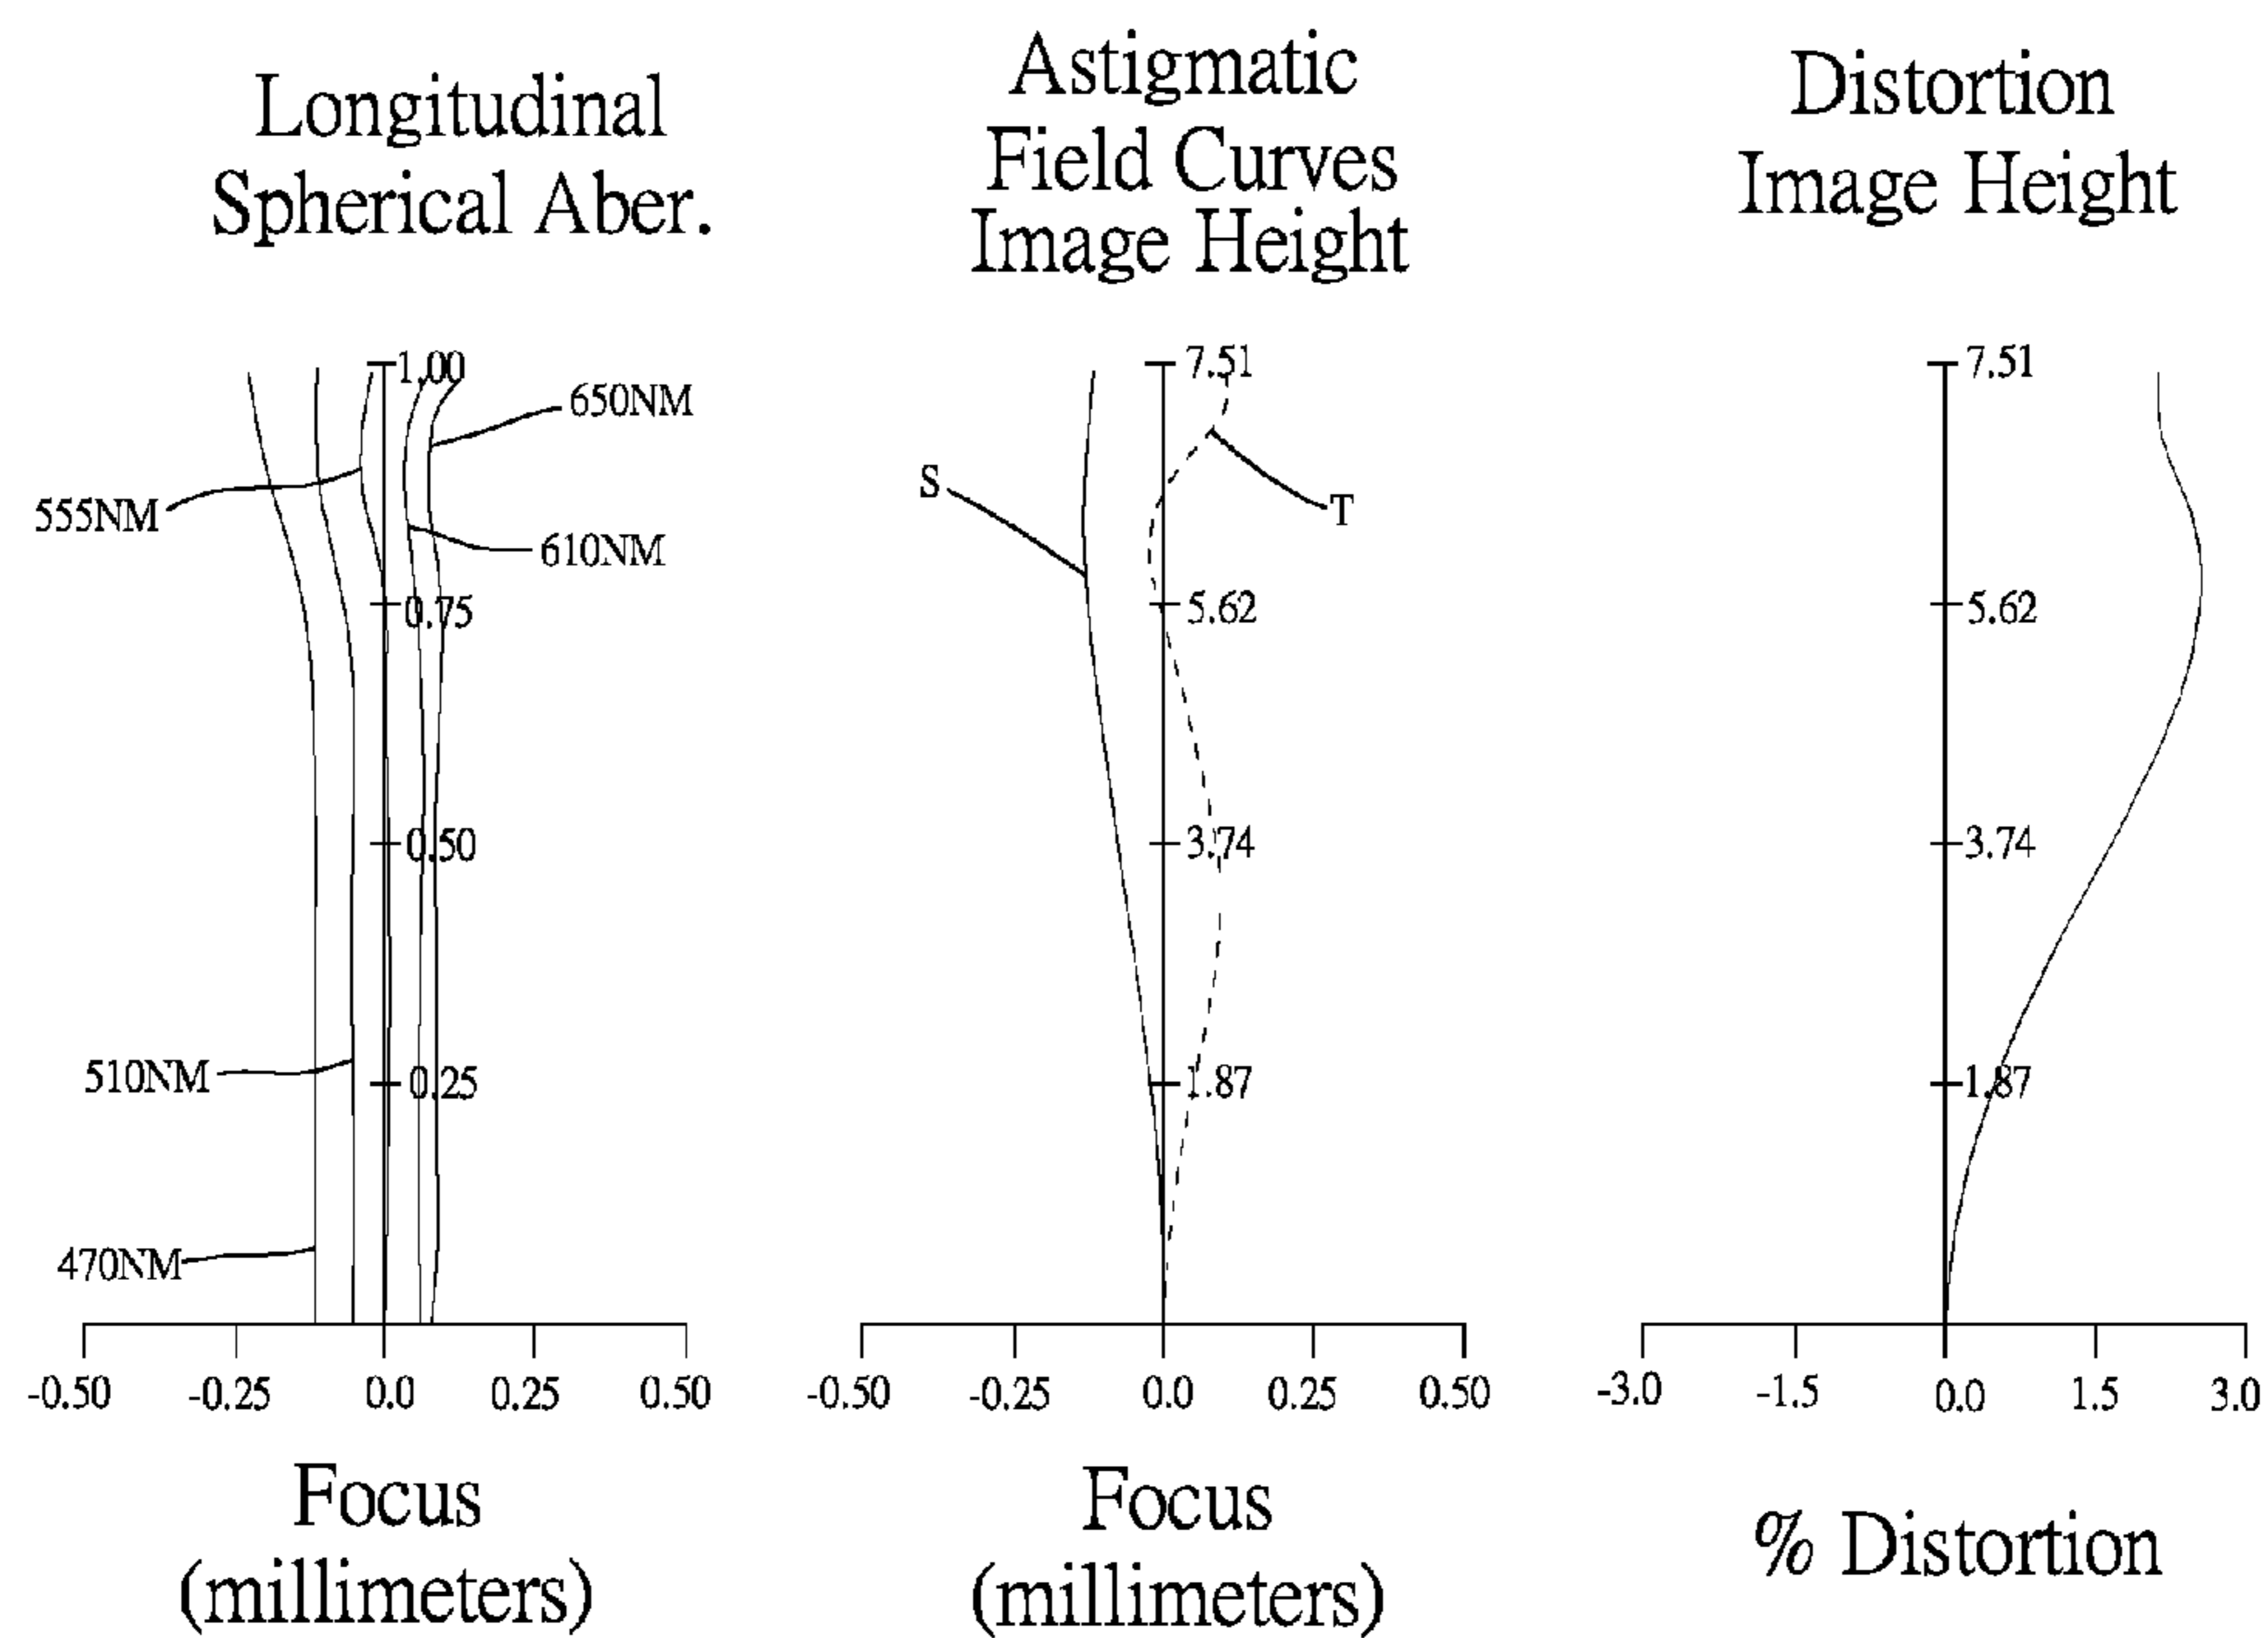 Longitudinal
Spherical Aber.
1.00
650NM
555NM
610NM
0.75
0.50
510NM
0.25
470NM
-0.50 -0.25 0.0 0.25 0.50
Focus
(millimeters)
Astigmatic
Field Curves
Image Height
7.51
S
T
5.62
3.74
1.87
-0.50 -0.25 0.0 0.25 0.50
Focus
(millimeters)
Distortion
Image Height
7.51
5.62
3.74
1.87
-3.0 -1.5 0.0 1.5 3.0
% Distortion